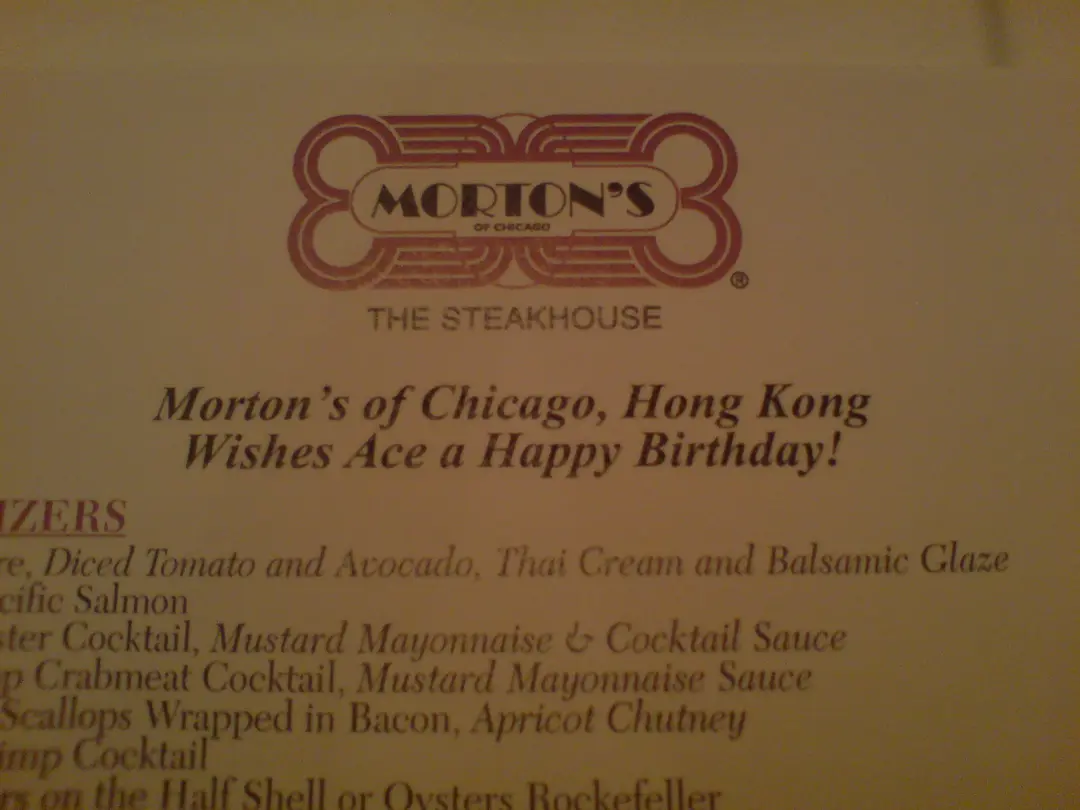 MORTON'S
OF CHICAGO
®
THE STEAKHOUSE
Morton's of Chicago, Hong Kong
Wishes Ace a Happy Birthday!
IZERS
re, Diced Tomato and Avocado, Thai Cream and Balsamic Glaze
cific Salmon
ster Cocktail, Mustard Mayonnaise & Cocktail Sauce
p Crabmeat Cocktail, Mustard Mayonnaise Sauce
Scallops Wrapped in Bacon, Apricot Chutney
imp Cocktail
rs on the Half Shell or Oysters Rockefeller